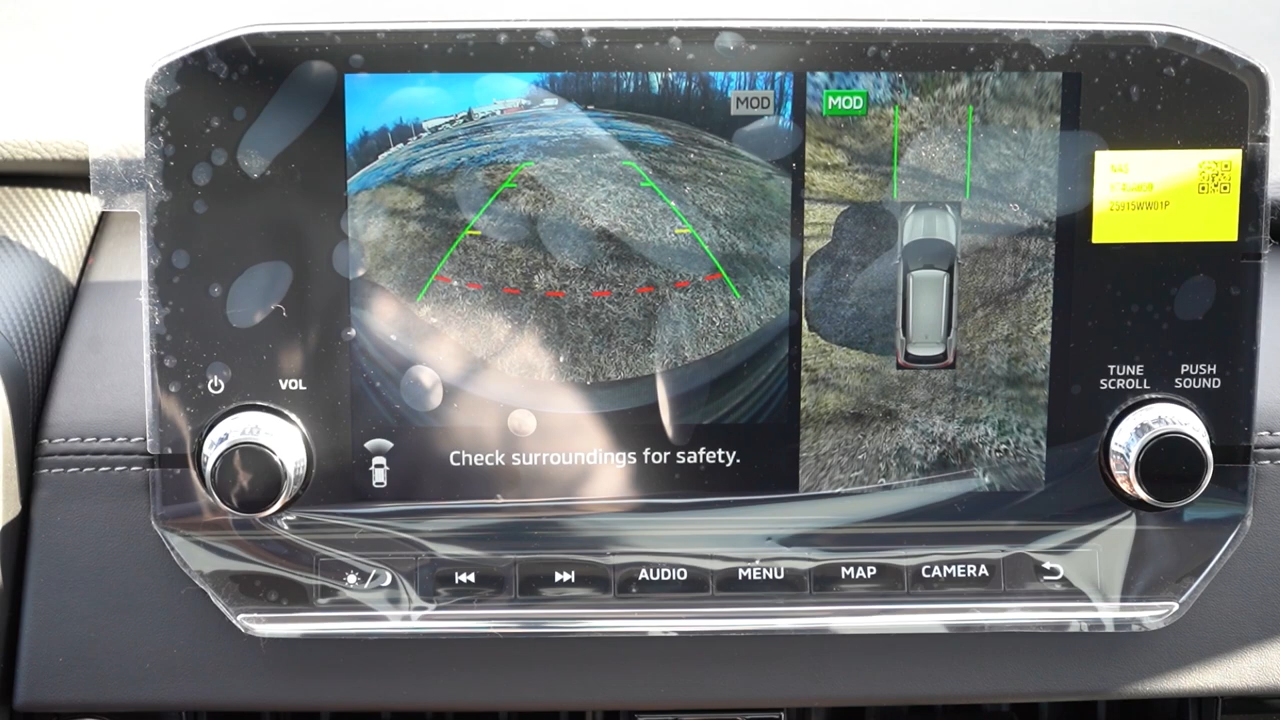 MOD
MOD
25915WW01P
VOL
TUNE
SCROLL
PUSH
SOUND
Check surroundings for safety.
AUDIO
MENU
MAP
CAMERA